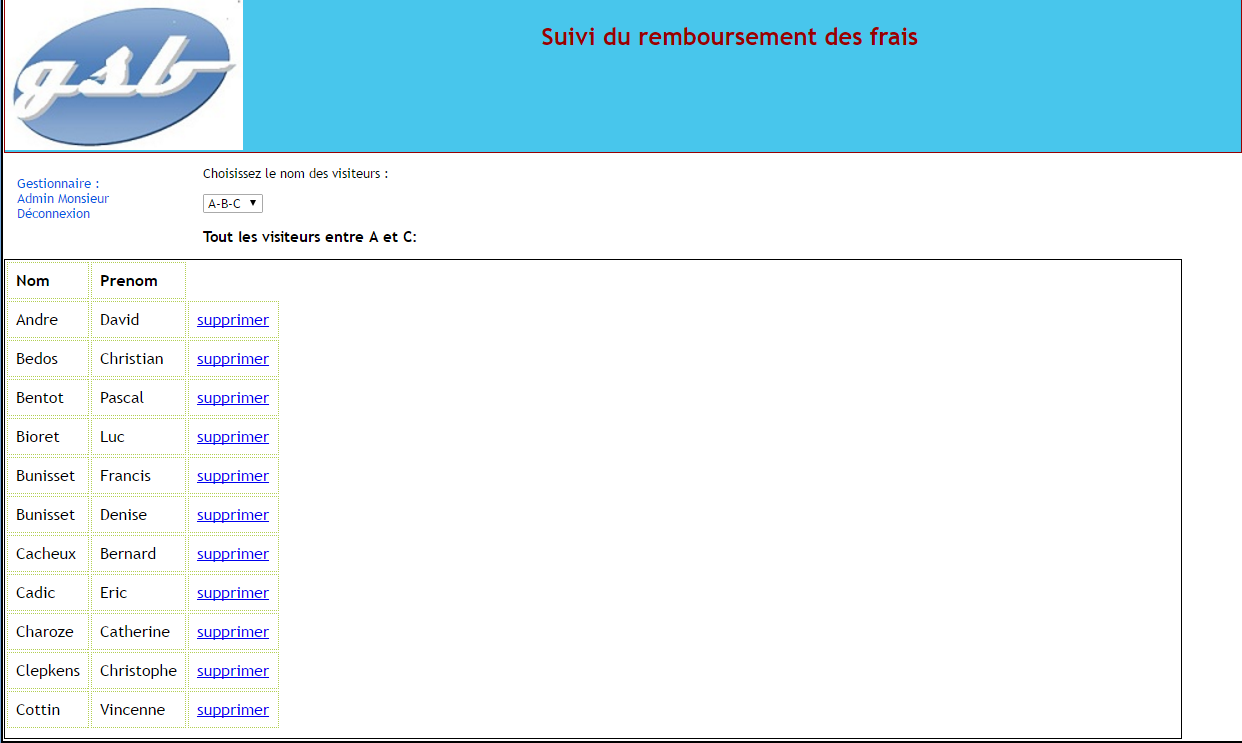 gsb
Suivi du remboursement des frais
Gestionnaire :
Admin Monsieur
Déconnexion
Choisissez le nom des visiteurs :
A-B-C
Tout les visiteurs entre A et C:
Nom Prenom
Andre David supprimer
Bedos Christian supprimer
Bentot Pascal supprimer
Bioret Luc supprimer
Bunisset Francis supprimer
Bunisset Denise supprimer
Cacheux Bernard supprimer
Cadic Eric supprimer
Charoze Catherine supprimer
Clepkens Christophe supprimer
Cottin Vincenne supprimer